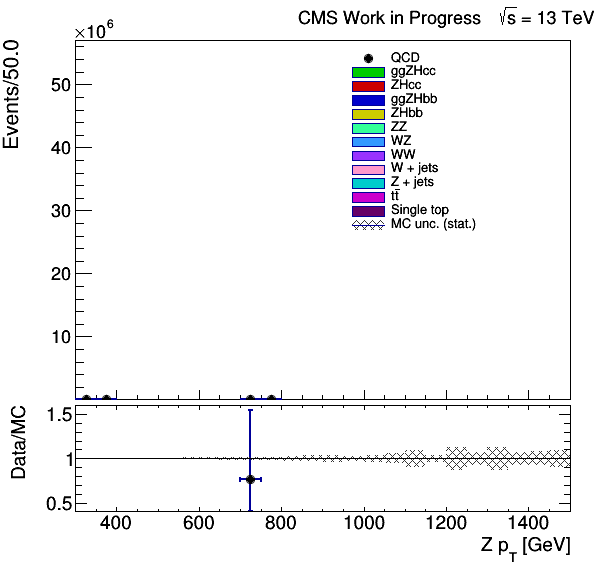 CMS Work in Progress √s = 13 TeV
×10⁶
Events/50.0
50
40
30
20
10
QCD
ggZHcc
ZHcc
ggZHbb
ZHbb
ZZ
WZ
WW
W + jets
Z + jets
tt̄
Single top
MC unc. (stat.)
Data/MC
1.5
1
0.5
400 600 800 1000 1200 1400
Z p_T [GeV]